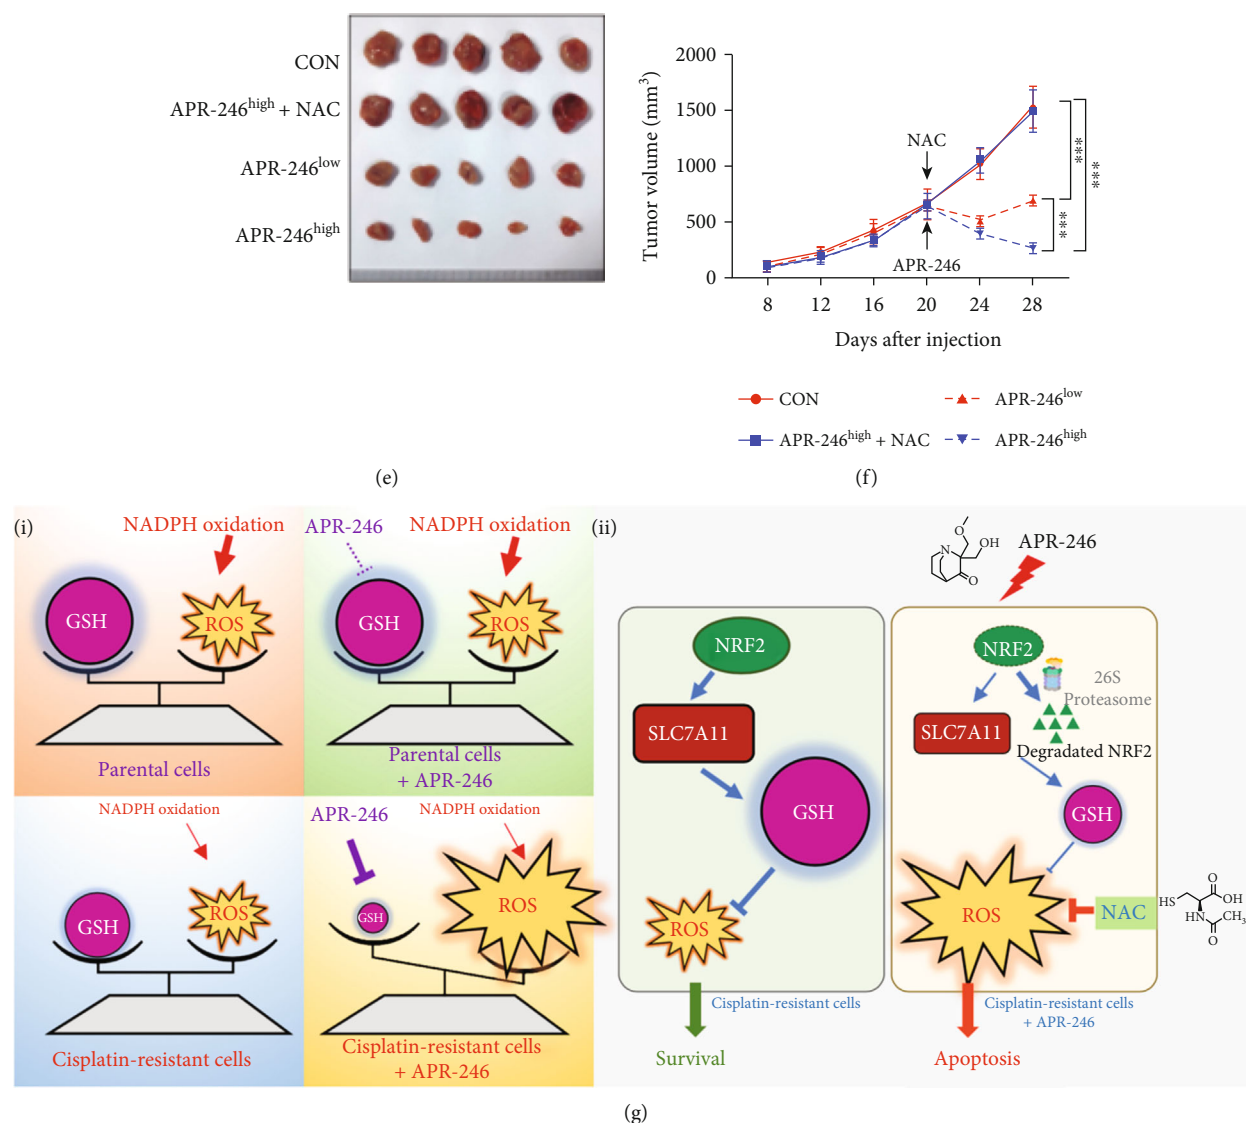 CON
APR-246high + NAC
APR-246low
APR-246high
(e)
Tumor volume (mm3)
2000
1500
1000
500
0
NAC
APR-246
***
***
***
8 12 16 20 24 28
Days after injection
CON
APR-246low
APR-246high + NAC
APR-246high
(f)
(i)
NADPH oxidation
GSH
ROS
Parental cells
APR-246
NADPH oxidation
GSH
ROS
Parental cells
+ APR-246
NADPH oxidation
GSH
ROS
Cisplatin-resistant cells
APR-246
NADPH oxidation
GSH
ROS
Cisplatin-resistant cells
+ APR-246
(ii)
NRF2
SLC7A11
GSH
ROS
Cisplatin-resistant cells
Survival
O
N
OH
O
APR-246
NRF2
26S
Proteasome
SLC7A11
Degradated NRF2
GSH
ROS
NAC
HS
O
OH
HN
CH3
O
Cisplatin-resistant cells
+ APR-246
Apoptosis
(g)